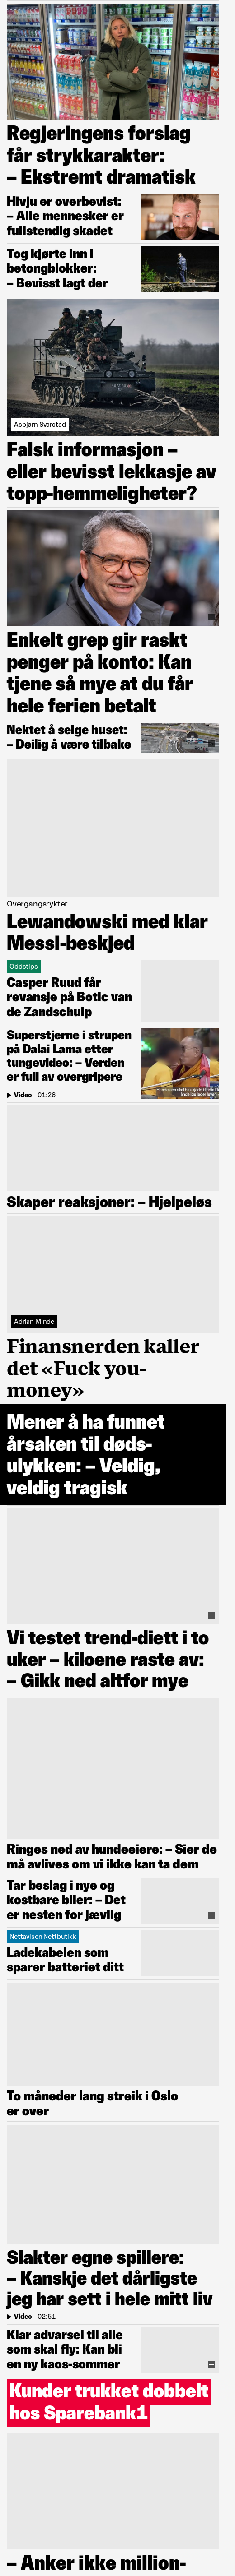 Regjeringens forslag
får strykkarakter:
– Ekstremt dramatisk
Hivju er overbevist:
– Alle mennesker er
fullstendig skadet
Tog kjørte inn i
betongblokker:
– Bevisst lagt der
Asbjørn Svarstad
Falsk informasjon –
eller bevisst lekkasje av
topp-hemmeligheter?
Enkelt grep gir raskt
penger på konto: Kan
tjene så mye at du får
hele ferien betalt
Nektet å selge huset:
– Deilig å være tilbake
Overgangsrykter
Lewandowski med klar
Messi-beskjed
Oddstips
Casper Ruud får
revansje på Botic van
de Zandschulp
Superstjerne i strupen
på Dalai Lama etter
tungevideo: – Verden
er full av overgripere
Video | 01:26
Skaper reaksjoner: – Hjelpeløs
Adrian Minde
Finansnerden kaller
det «Fuck you-
money»
Mener å ha funnet
årsaken til døds-
ulykken: – Veldig,
veldig tragisk
Vi testet trend-diett i to
uker – kiloene raste av:
– Gikk ned altfor mye
Ringes ned av hundeeiere: – Sier de
må avlives om vi ikke kan ta dem
Tar beslag i nye og
kostbare biler: – Det
er nesten for jævlig
Nettavisen Nettbutikk
Ladekabelen som
sparer batteriet ditt
To måneder lang streik i Oslo
er over
Slakter egne spillere:
– Kanskje det dårligste
jeg har sett i hele mitt liv
Video | 02:51
Klar advarsel til alle
som skal fly: Kan bli
en ny kaos-sommer
Kunder trukket dobbelt
hos Sparebank1
– Anker ikke million-